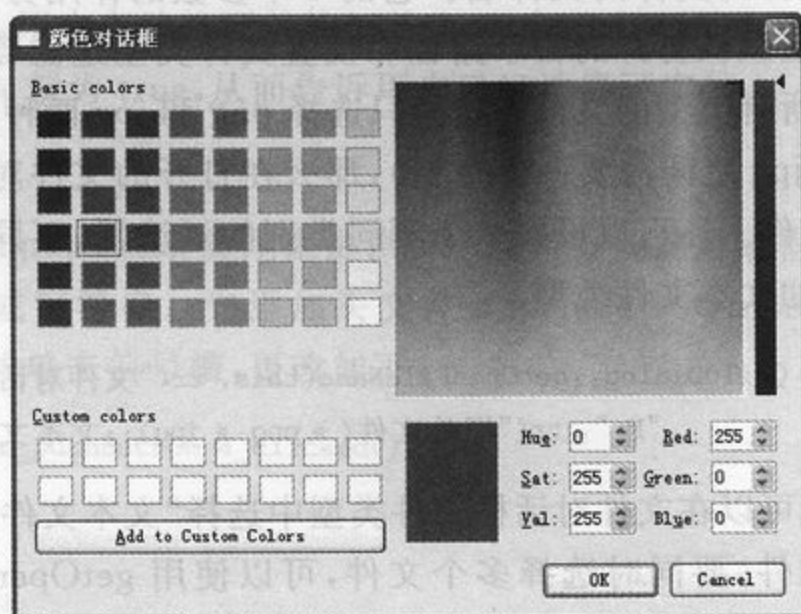 颜色对话框
Basic colors
Custom colors
Add to Custom Colors
Hue: 0 Red: 255
Sat: 255 Green: 0
Val: 255 Blue: 0
OK Cancel